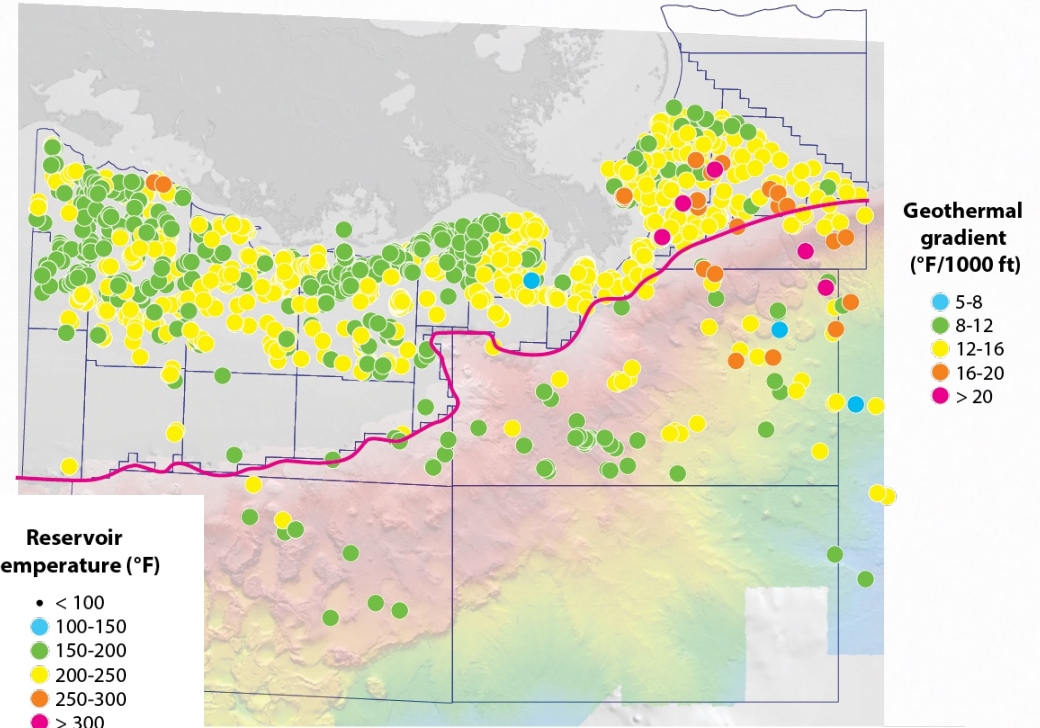 Geothermal
gradient
(°F/1000 ft)
5-8
8-12
12-16
16-20
> 20
Reservoir
emperature (°F)
< 100
100-150
150-200
200-250
250-300
> 300